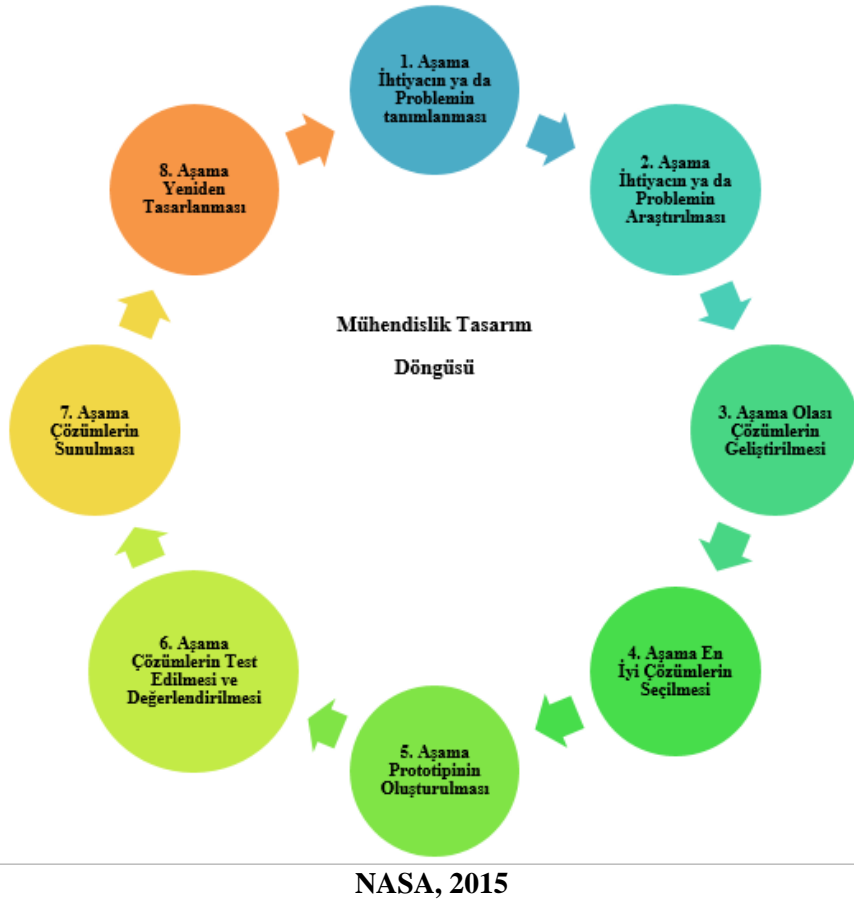 1. Aşama
İhtiyacın ya da
Problemin
tanımlanması
2. Aşama
İhtiyacın ya da
Problemin
Araştırılması
3. Aşama Olası
Çözümlerin
Geliştirilmesi
4. Aşama En
İyi Çözümlerin
Seçilmesi
5. Aşama
Prototipinin
Oluşturulması
6. Aşama
Çözümlerin Test
Edilmesi ve
Değerlendirilmesi
7. Aşama
Çözümlerin
Sunulması
8. Aşama
Yeniden
Tasarlanması
Mühendislik Tasarım
Döngüsü
NASA, 2015